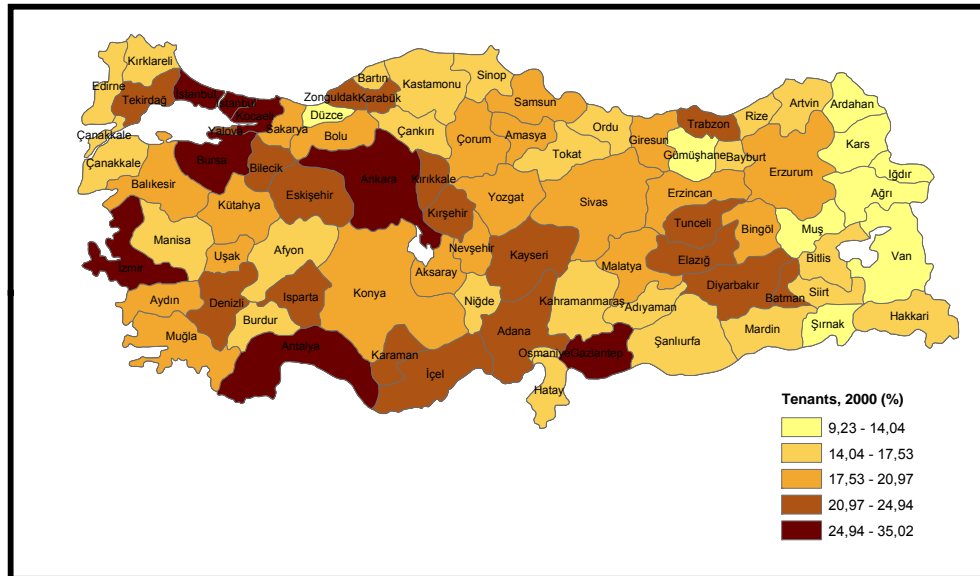 Kırklareli
Edirne
Tekirdağ
İstanbul
İstanbul
Kocaeli
Yalova
Sakarya
Düzce
Zonguldak
Bartın
Karabük
Kastamonu
Sinop
Samsun
Bolu
Çankırı
Çorum
Amasya
Ordu
Tokat
Giresun
Trabzon
Rize
Artvin
Ardahan
Gümüşhane
Bayburt
Kars
Iğdır
Ağrı
Erzurum
Erzincan
Çanakkale
Çanakkale
Balıkesir
Bursa
Bilecik
Eskişehir
Ankara
Kırıkkale
Kırşehir
Yozgat
Sivas
Kütahya
Manisa
Uşak
Afyon
İzmir
Aydın
Denizli
Isparta
Burdur
Muğla
Antalya
Konya
Aksaray
Nevşehir
Niğde
Kayseri
Karaman
İçel
Adana
Osmaniye
Hatay
Gaziantep
Kahramanmaraş
Malatya
Adıyaman
Şanlıurfa
Tunceli
Elazığ
Bingöl
Diyarbakır
Batman
Muş
Bitlis
Siirt
Mardin
Şırnak
Van
Hakkari
Tenants, 2000 (%)
9,23 - 14,04
14,04 - 17,53
17,53 - 20,97
20,97 - 24,94
24,94 - 35,02